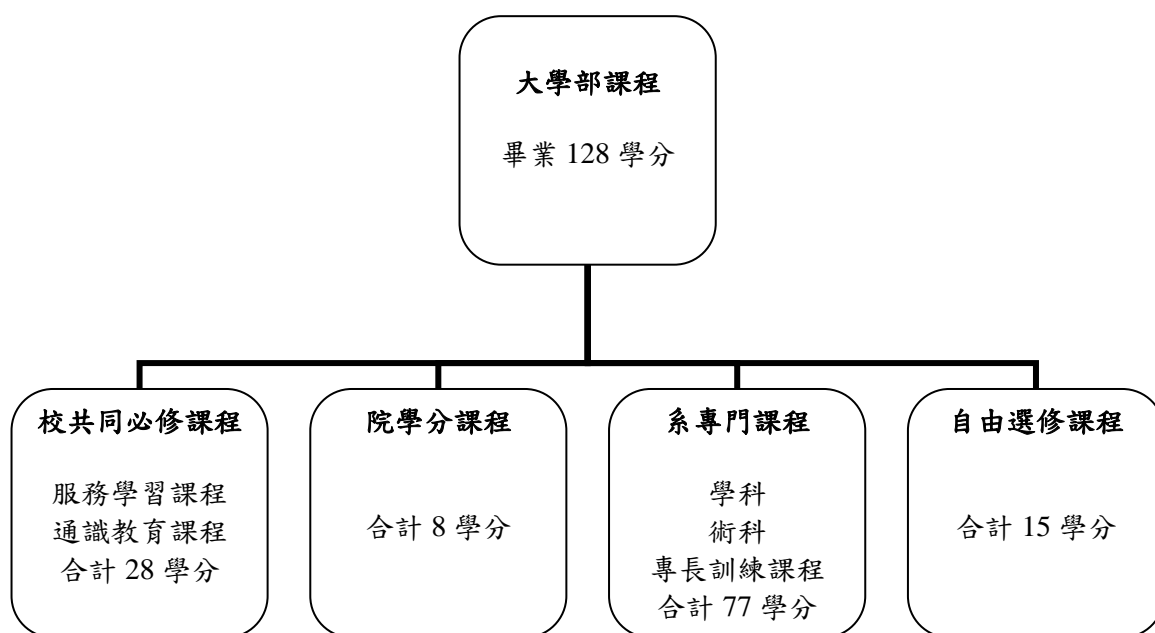 大學部課程
畢業 128 學分
校共同必修課程
服務學習課程
通識教育課程
合計 28 學分
院學分課程
合計 8 學分
系專門課程
學科
術科
專長訓練課程
合計 77 學分
自由選修課程
合計 15 學分